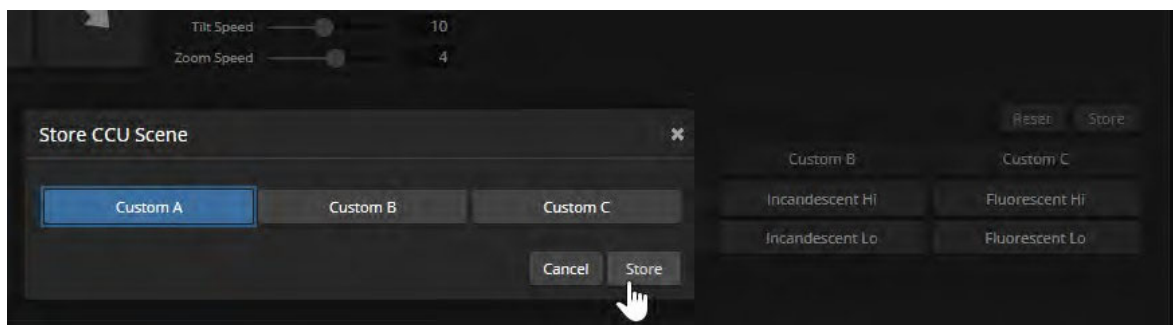 Tilt Speed 10
Zoom Speed 4
Reset Store
Store CCU Scene ✖
Custom B Custom C
Custom A Custom B Custom C
Incandescent Hi Fluorescent Hi
Incandescent Lo Fluorescent Lo
Cancel Store